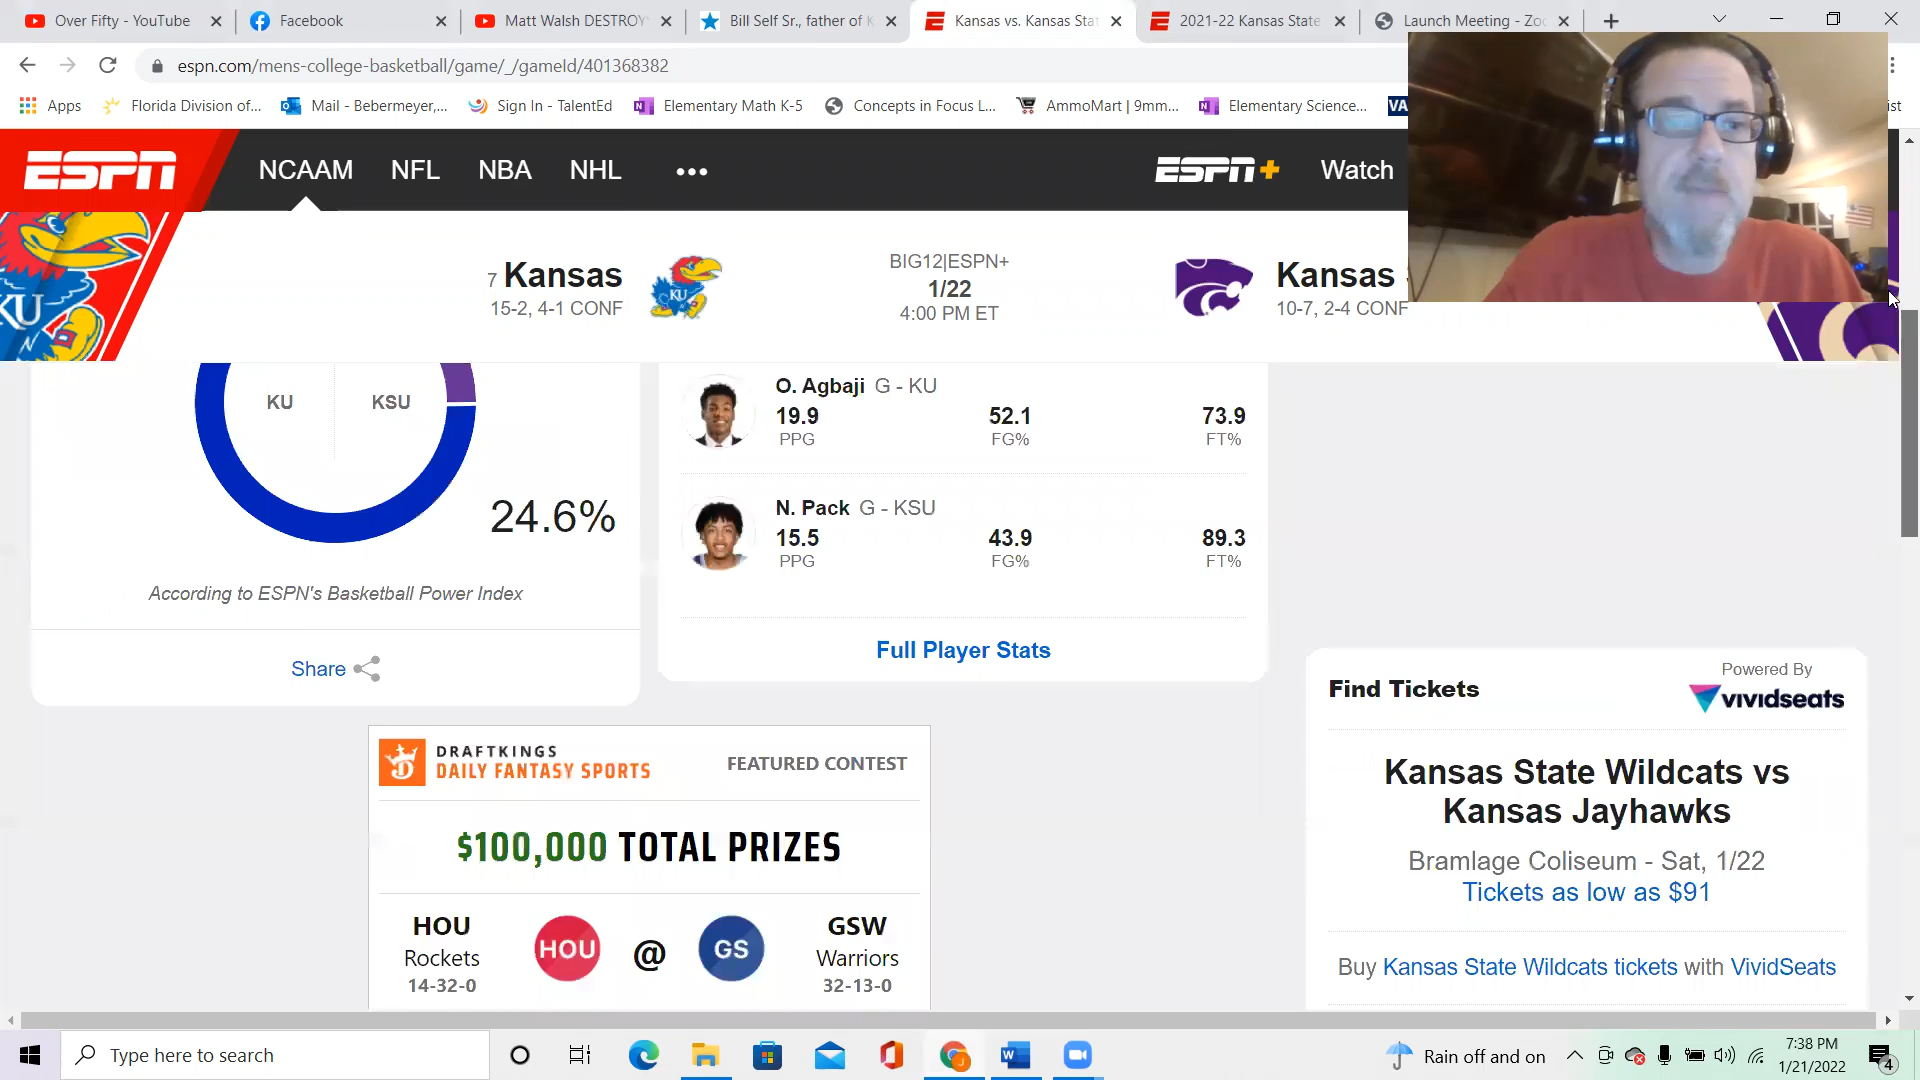 Over Fifty - YouTube
Facebook
Matt Walsh DESTROY
Bill Self Sr., father of K
Kansas vs. Kansas Stat
2021-22 Kansas State
Launch Meeting - Zo
espn.com/mens-college-basketball/game/_/gameId/401368382
Apps
Florida Division of...
Mail - Bebermeyer,...
Sign In - TalentEd
Elementary Math K-5
Concepts in Focus L...
AmmoMart | 9mm...
Elementary Science...
VA
ist
ESPN
NCAAM
NFL
NBA
NHL
ESPN+
Watch
KU
7 Kansas
15-2, 4-1 CONF
KU
BIG12|ESPN+
1/22
4:00 PM ET
Kansas
10-7, 2-4 CONF
KU
KSU
24.6%
According to ESPN's Basketball Power Index
Share
O. Agbaji G - KU
19.9 52.1 73.9
PPG FG% FT%
N. Pack G - KSU
15.5 43.9 89.3
PPG FG% FT%
Full Player Stats
DRAFTKINGS
DAILY FANTASY SPORTS
FEATURED CONTEST
$100,000 TOTAL PRIZES
HOU
Rockets
14-32-0
HOU
@
GS
GSW
Warriors
32-13-0
Find Tickets
Powered By
vividseats
Kansas State Wildcats vs
Kansas Jayhawks
Bramlage Coliseum - Sat, 1/22
Tickets as low as $91
Buy Kansas State Wildcats tickets with VividSeats
Type here to search
Rain off and on
7:38 PM
1/21/2022
4